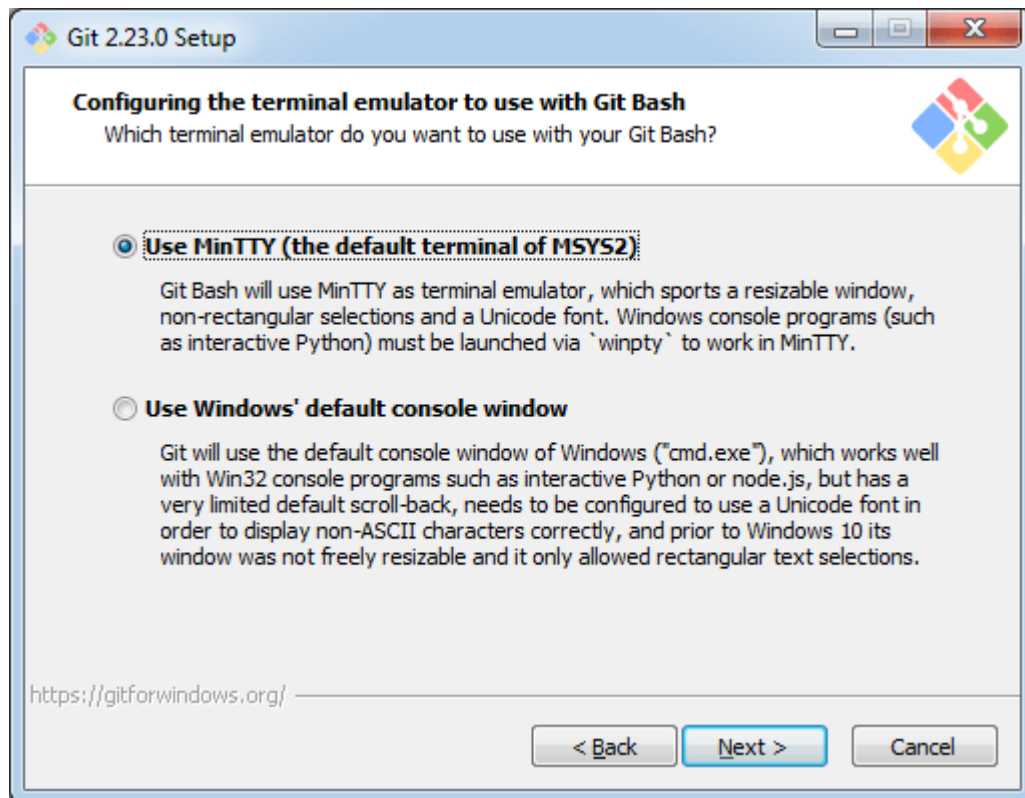 Git 2.23.0 Setup
Configuring the terminal emulator to use with Git Bash
Which terminal emulator do you want to use with your Git Bash?
Use MinTTY (the default terminal of MSYS2)
Git Bash will use MinTTY as terminal emulator, which sports a resizable window,
non-rectangular selections and a Unicode font. Windows console programs (such
as interactive Python) must be launched via `winpty` to work in MinTTY.
Use Windows' default console window
Git will use the default console window of Windows ("cmd.exe"), which works well
with Win32 console programs such as interactive Python or node.js, but has a
very limited default scroll-back, needs to be configured to use a Unicode font in
order to display non-ASCII characters correctly, and prior to Windows 10 its
window was not freely resizable and it only allowed rectangular text selections.
https://gitforwindows.org/
< Back
Next >
Cancel